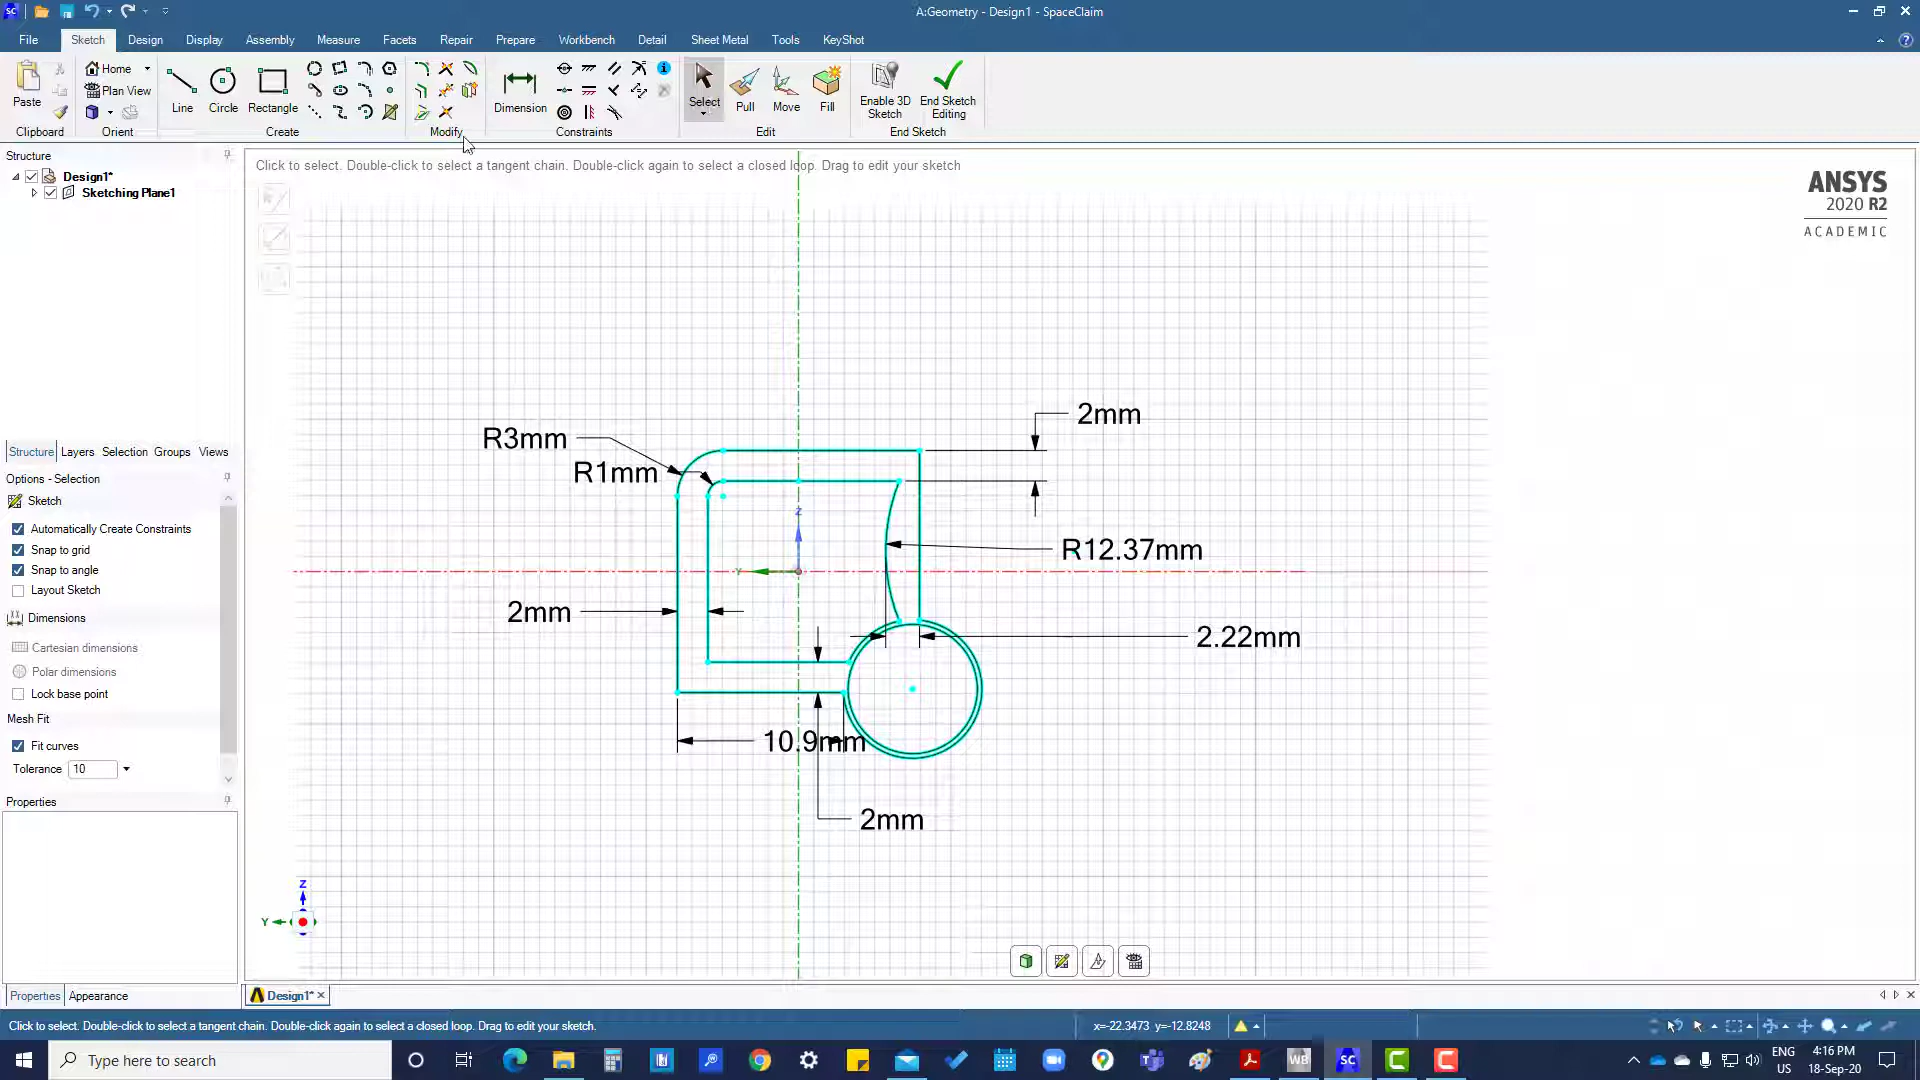 A:Geometry - Design1 - SpaceClaim
File Sketch Design Display Assembly Measure Facets Repair Prepare Workbench Detail Sheet Metal Tools KeyShot
Paste
Home
Plan View
Line Circle Rectangle
Dimension
Select Pull Move Fill
Enable 3D Sketch
End Sketch Editing
Clipboard Orient Create Modify Constraints Edit End Sketch
Structure
Click to select. Double-click to select a tangent chain. Double-click again to select a closed loop. Drag to edit your sketch
Design1*
Sketching Plane1
ANSYS
2020 R2
ACADEMIC
2mm
R3mm
R1mm
R12.37mm
2mm
2.22mm
10.9mm
2mm
Z
Y
Z
Y
Structure Layers Selection Groups Views
Options - Selection
Sketch
Automatically Create Constraints
Snap to grid
Snap to angle
Layout Sketch
Dimensions
Cartesian dimensions
Polar dimensions
Lock base point
Mesh Fit
Fit curves
Tolerance 10
Properties
Properties Appearance
Design1*
Click to select. Double-click to select a tangent chain. Double-click again to select a closed loop. Drag to edit your sketch.
x=-22.3473 y=-12.8248
Type here to search
WB
SC
ENG
US
4:16 PM
18-Sep-20